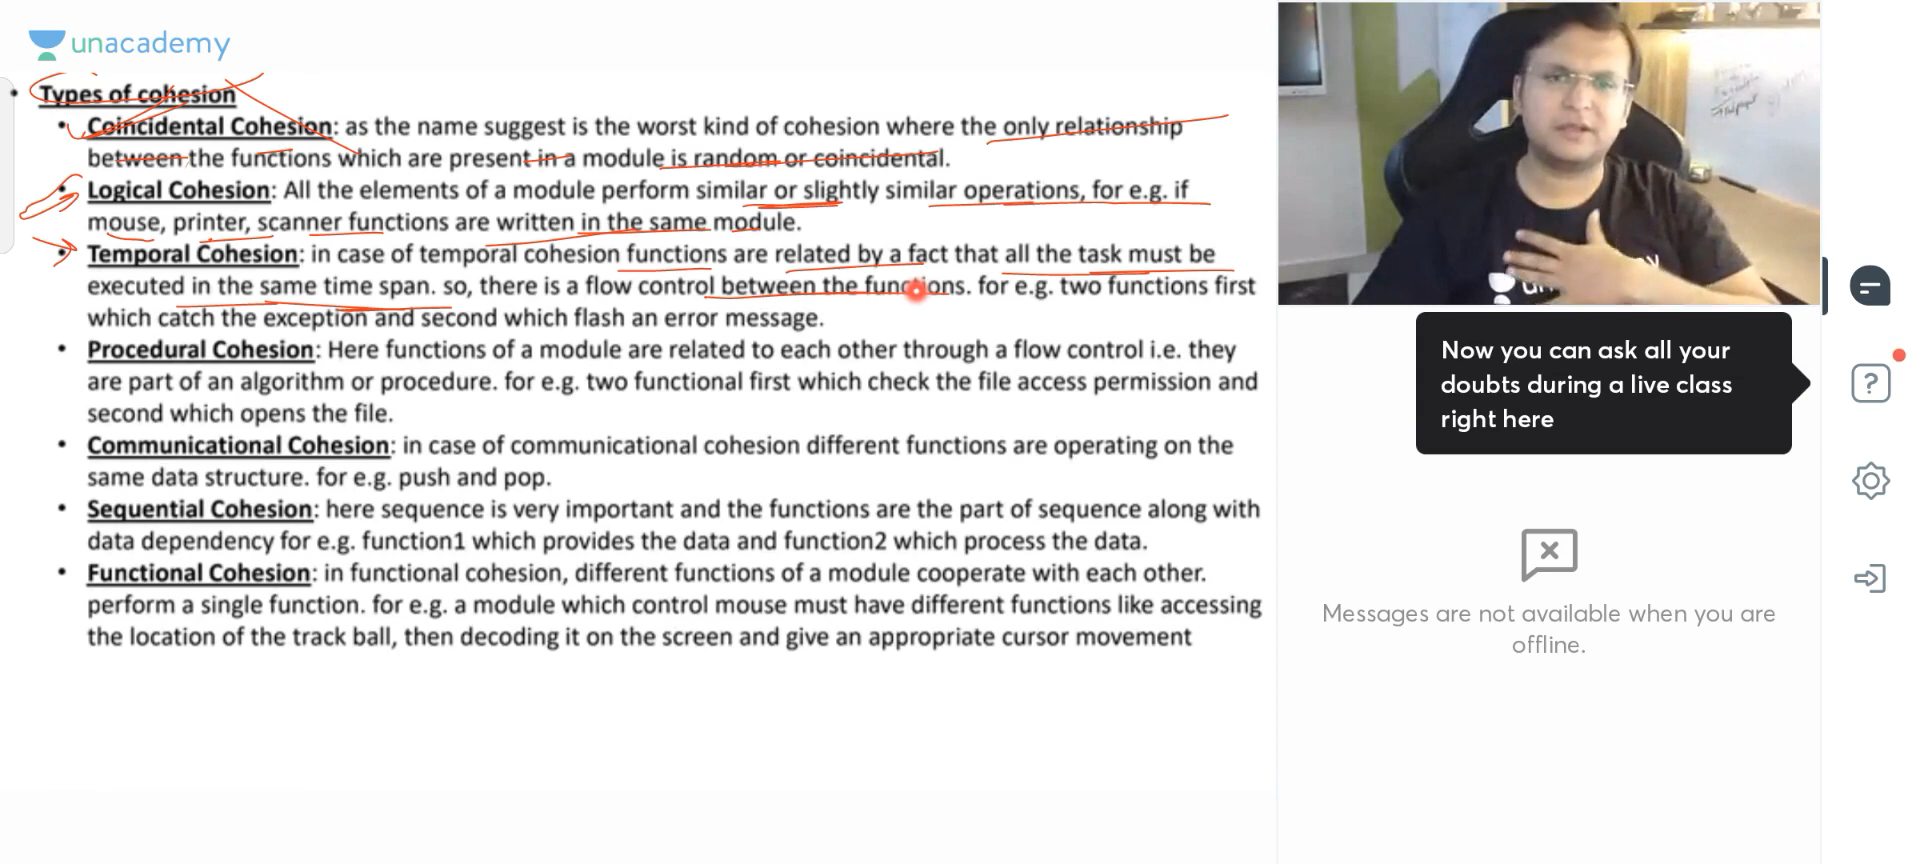 unacademy
• Types of cohesion
• Coincidental Cohesion: as the name suggest is the worst kind of cohesion where the only relationship
between the functions which are present in a module is random or coincidental.
• Logical Cohesion: All the elements of a module perform similar or slightly similar operations, for e.g. if
mouse, printer, scanner functions are written in the same module.
• Temporal Cohesion: in case of temporal cohesion functions are related by a fact that all the task must be
executed in the same time span. so, there is a flow control between the functions. for e.g. two functions first
which catch the exception and second which flash an error message.
• Procedural Cohesion: Here functions of a module are related to each other through a flow control i.e. they
are part of an algorithm or procedure. for e.g. two functional first which check the file access permission and
second which opens the file.
• Communicational Cohesion: in case of communicational cohesion different functions are operating on the
same data structure. for e.g. push and pop.
• Sequential Cohesion: here sequence is very important and the functions are the part of sequence along with
data dependency for e.g. function1 which provides the data and function2 which process the data.
• Functional Cohesion: in functional cohesion, different functions of a module cooperate with each other.
perform a single function. for e.g. a module which control mouse must have different functions like accessing
the location of the track ball, then decoding it on the screen and give an appropriate cursor movement
Now you can ask all your
doubts during a live class
right here
?
Messages are not available when you are
offline.